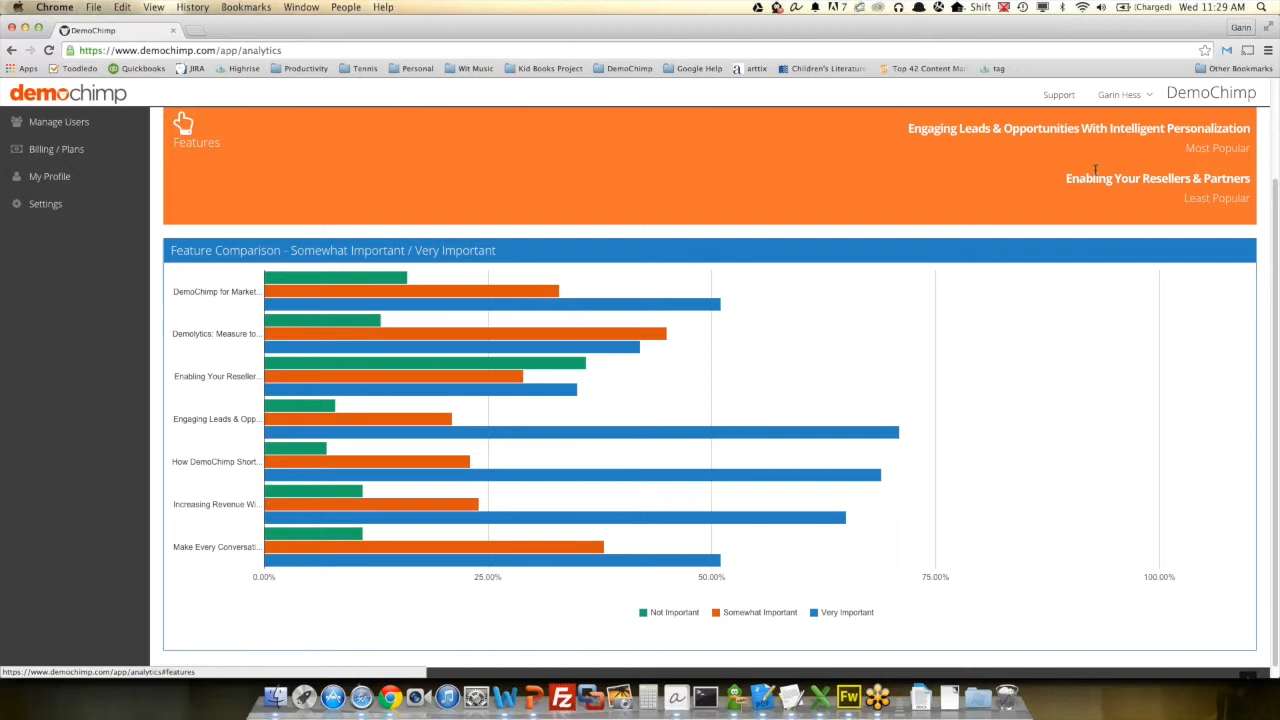 Chrome File Edit View History Bookmarks Window People Help
7 Shift (Charged) Wed 11:29 AM
DemoChimp
Garin
https://www.demochimp.com/app/analytics
Apps Toodledo Quickbooks JIRA Highrise Productivity Tennis Personal Wit Music Kid Books Project DemoChimp Google Help arttix Children's Literature Top 42 Content Mar tag Other Bookmarks
demochimp
Support Garin Hess DemoChimp
Manage Users
Billing / Plans
My Profile
Settings
Features
Engaging Leads & Opportunities With Intelligent Personalization
Most Popular
Enabling Your Resellers & Partners
Least Popular
Feature Comparison - Somewhat Important / Very Important
DemoChimp for Market...
Demolytics: Measure to...
Enabling Your Reseller...
Engaging Leads & Opp...
How DemoChimp Short...
Increasing Revenue Wi...
Make Every Conversati...
0.00% 25.00% 50.00% 75.00% 100.00%
Not Important Somewhat Important Very Important
https://www.demochimp.com/app/analytics#features